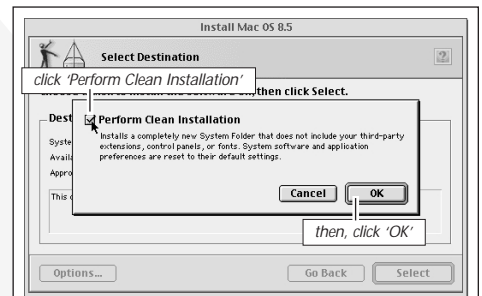 Install Mac OS 8.5
Select Destination
?
click 'Perform Clean Installation'
then click Select.
Dest
Perform Clean Installation
Installs a completely new System Folder that does not include your third-party
extensions, control panels, or fonts. System software and application
preferences are reset to their default settings.
Syste
Availa
Appro
This
Cancel
OK
then, click 'OK'
Options...
Go Back
Select